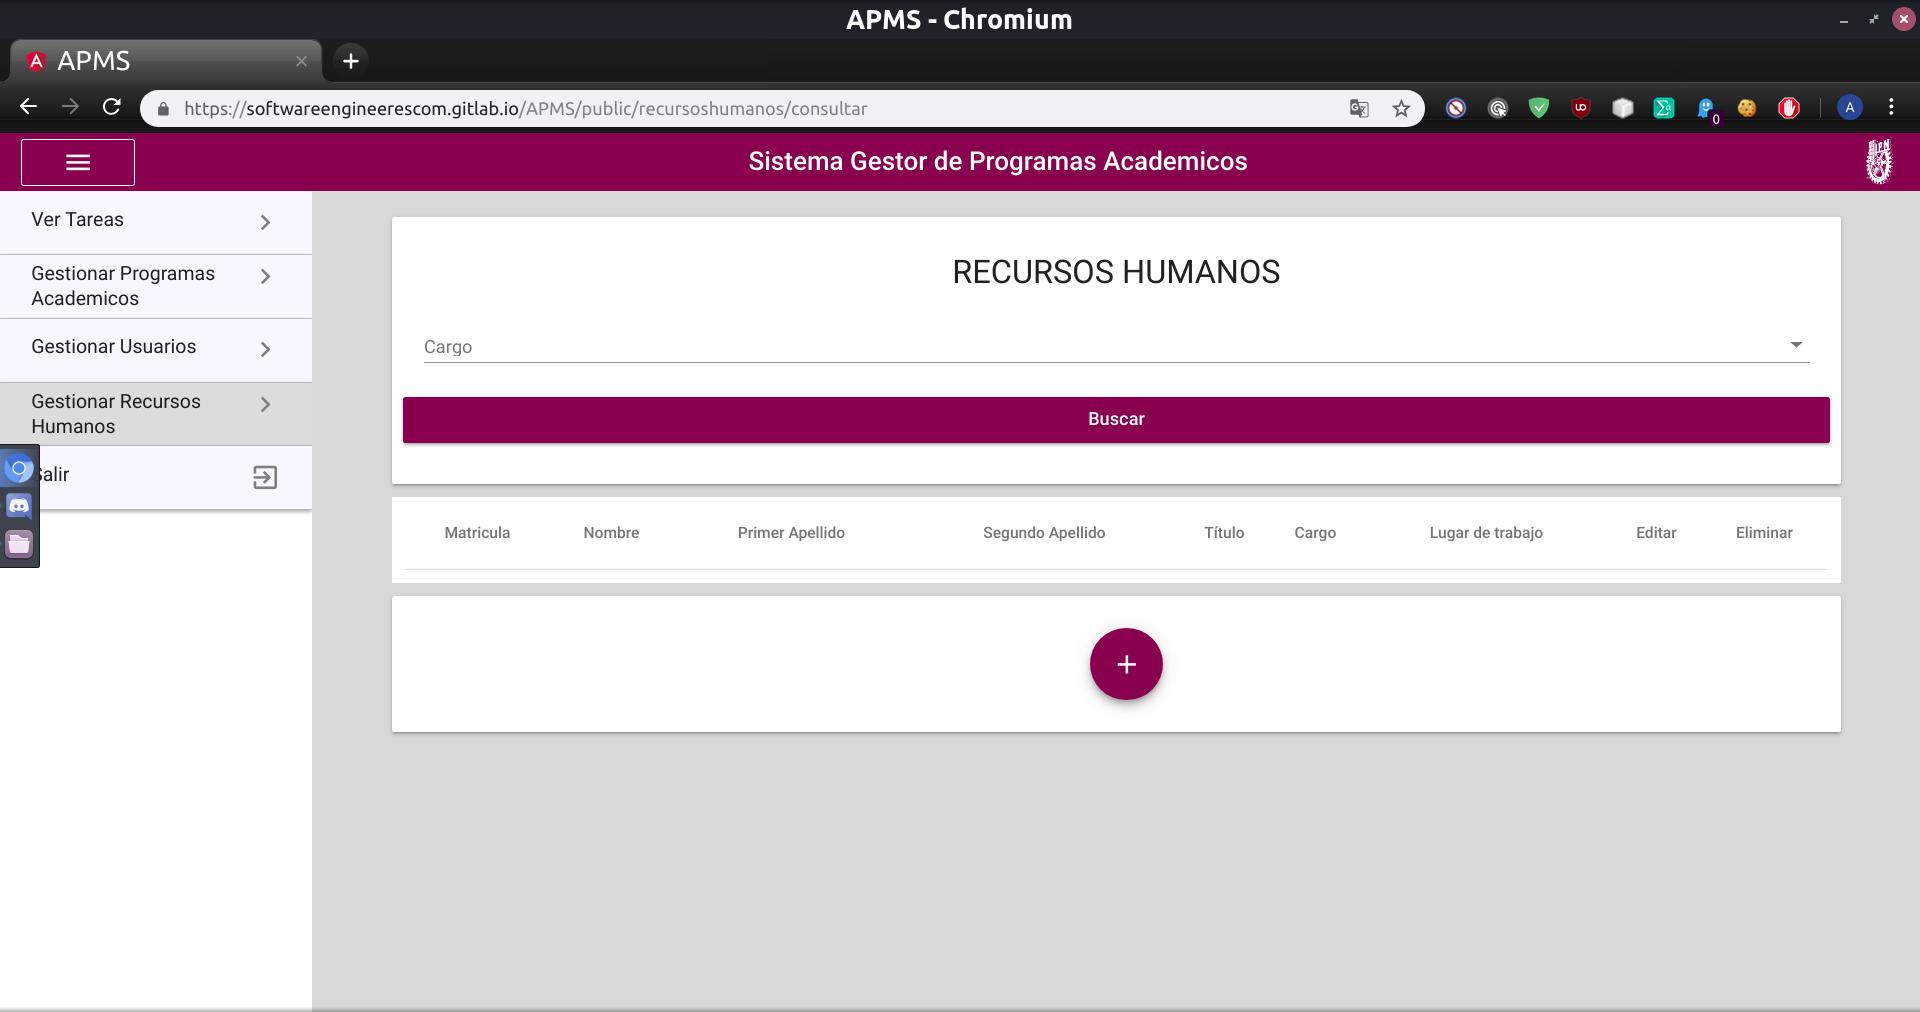 APMS - Chromium
APMS
https://softwareengineerescom.gitlab.io/APMS/public/recursoshumanos/consultar
0
A
Sistema Gestor de Programas Academicos
Ver Tareas
Gestionar Programas
Academicos
Gestionar Usuarios
Gestionar Recursos
Humanos
alir
RECURSOS HUMANOS
Cargo
Buscar
Matricula Nombre Primer Apellido Segundo Apellido Título Cargo Lugar de trabajo Editar Eliminar